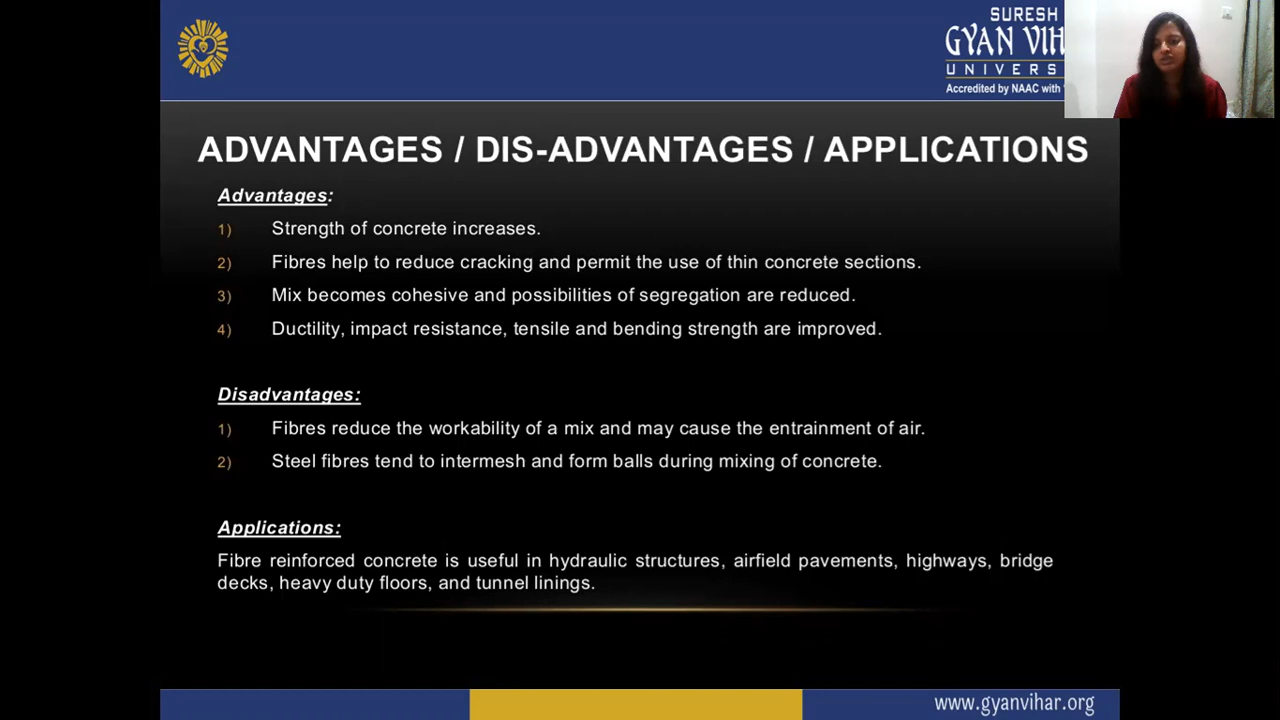 SURESH
GYAN VIH
UNIVERS
Accredited by NAAC with
ADVANTAGES / DIS-ADVANTAGES / APPLICATIONS
Advantages:
1) Strength of concrete increases.
2) Fibres help to reduce cracking and permit the use of thin concrete sections.
3) Mix becomes cohesive and possibilities of segregation are reduced.
4) Ductility, impact resistance, tensile and bending strength are improved.
Disadvantages:
1) Fibres reduce the workability of a mix and may cause the entrainment of air.
2) Steel fibres tend to intermesh and form balls during mixing of concrete.
Applications:
Fibre reinforced concrete is useful in hydraulic structures, airfield pavements, highways, bridge
decks, heavy duty floors, and tunnel linings.
www.gyanvihar.org